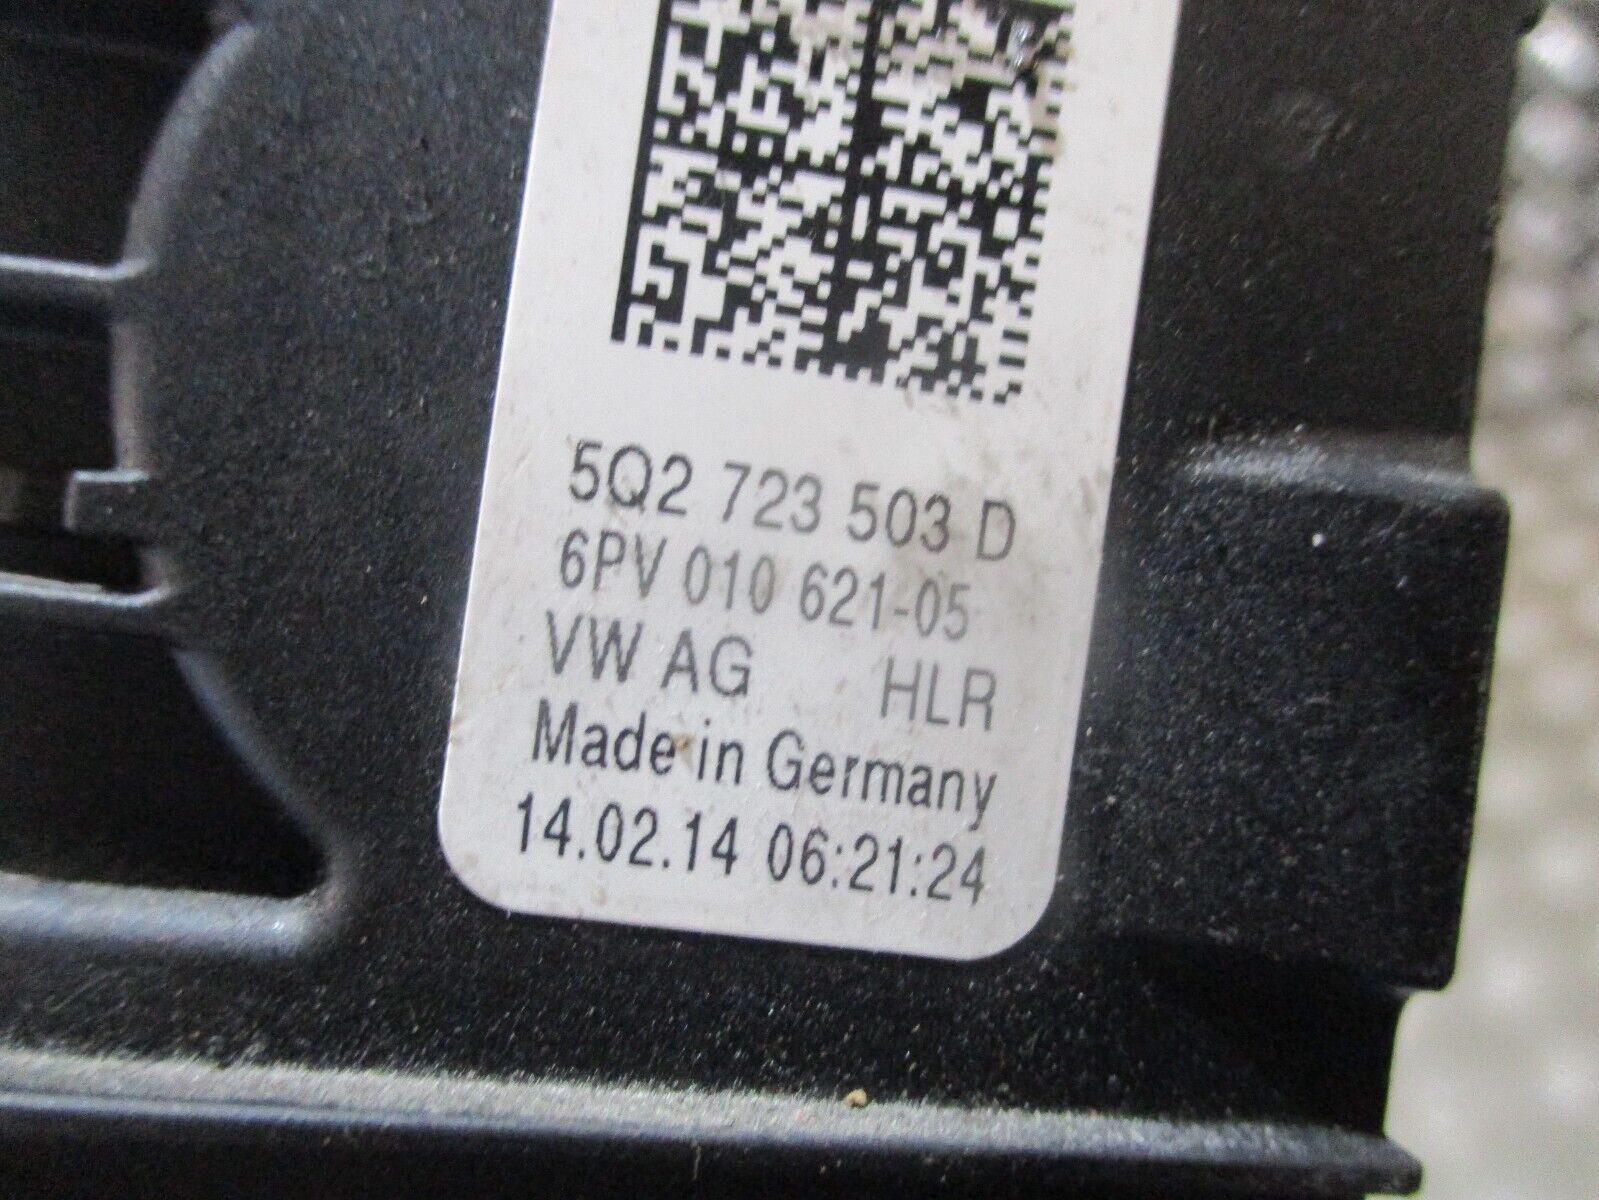 5Q2 723 503 D
6PV 010 621-05
VW AG HLR
Made in Germany
14.02.14 06:21:24